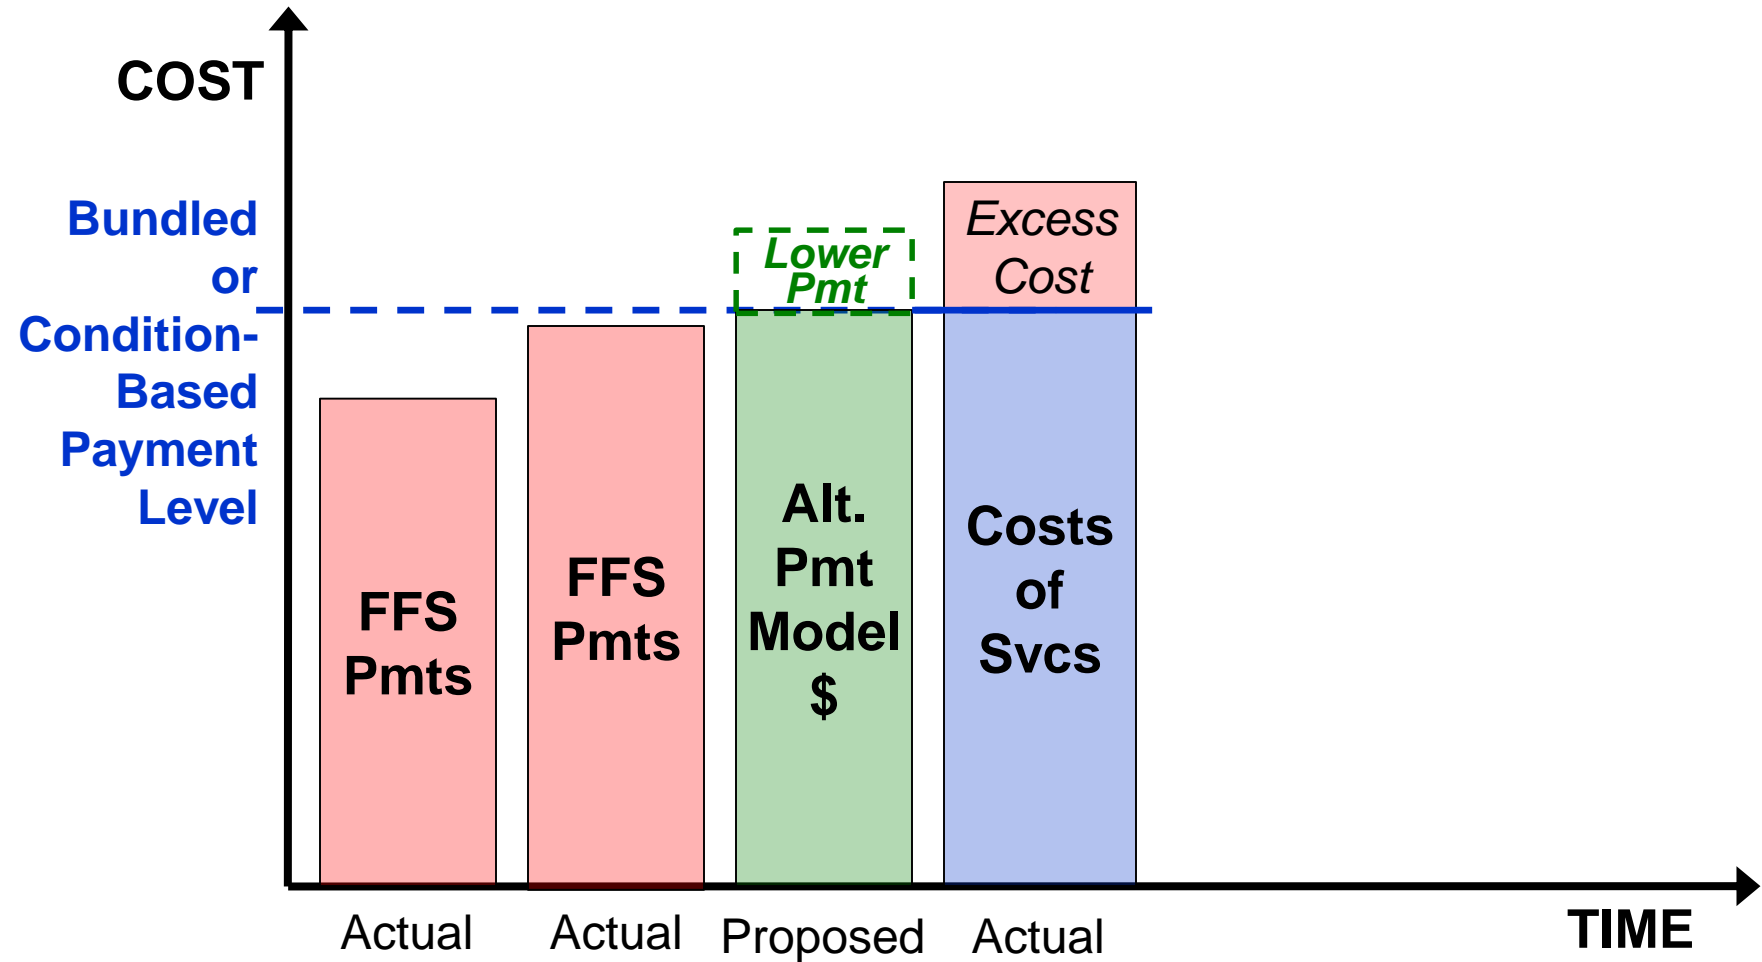 COST
Bundled
or
Condition-
Based
Payment
Level
FFS
Pmts
FFS
Pmts
Lower
Pmt
Alt.
Pmt
Model
$
Excess
Cost
Costs
of
Svcs
Actual
Actual
Proposed
Actual
TIME